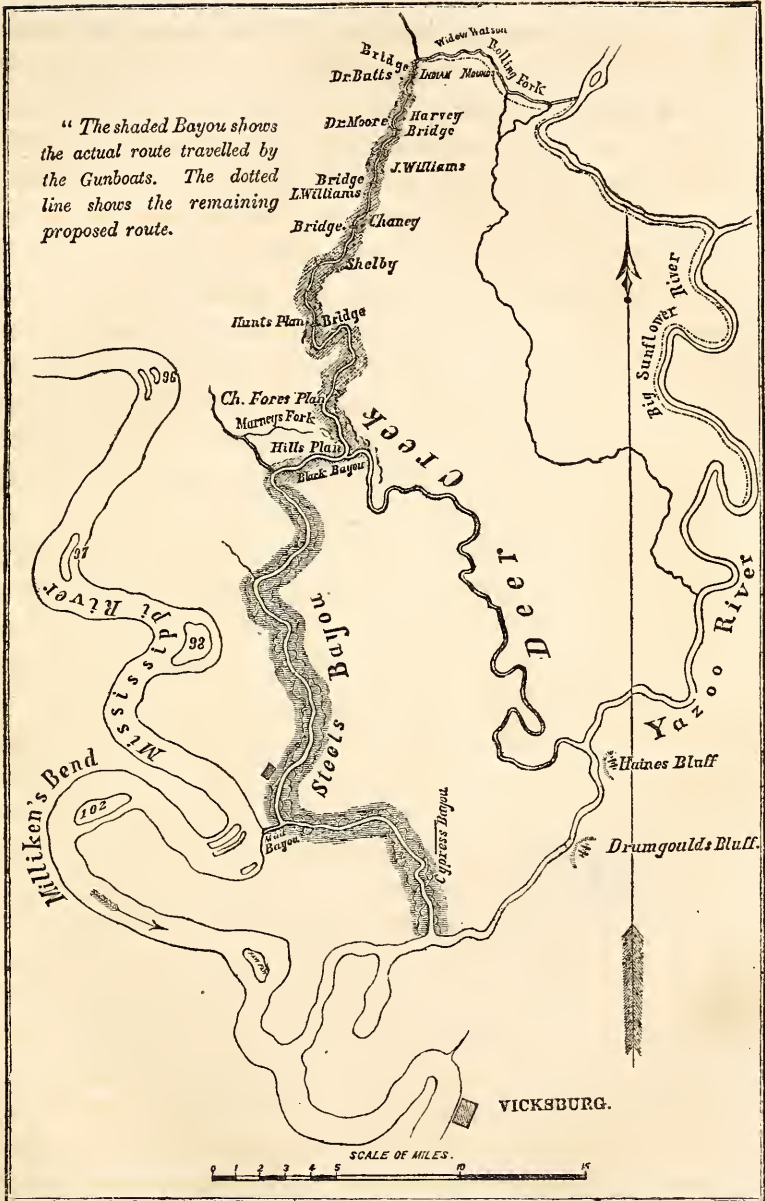 Widow Watson
Rolling Fork
Bridge
Dr. Batts
INDIAN Mound
" The shaded Bayou shows
the actual route travelled by
the Gunboats. The dotted
line shows the remaining
proposed route.
Dr. Moore
Harvey
Bridge
J. Williams
Bridge
L. Williams
Bridge.
Chaney
Shelby
Hunts Plan
Bridge
Big Sunflower River
96
Ch. Fores Plan
Marneys Fork
Hills Plan
Black Bayou
Deer Creek
97
Mississippi River
98
Steels Bayou
Yazoo River
Haines Bluff
Milliken's Bend
102
Bayou
Cypress Bayou
Drumgoulds Bluff.
VICKSBURG.
SCALE OF MILES.
0 1 2 3 4 5 10 15